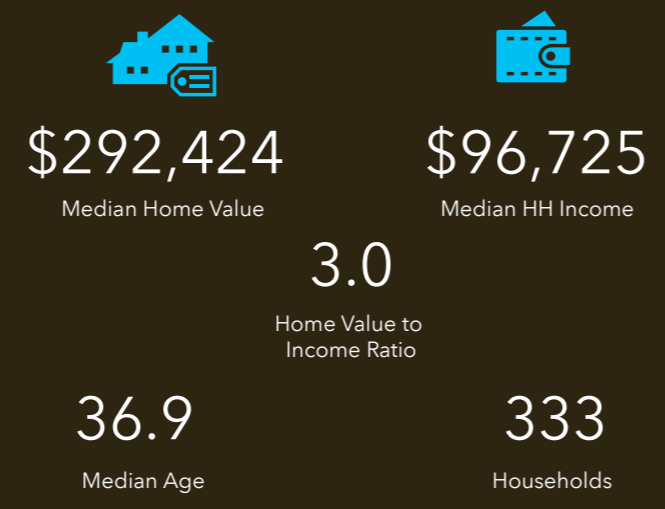 $292,424
$96,725
Median Home Value
Median HH Income
3.0
Home Value to
Income Ratio
36.9
333
Median Age
Households